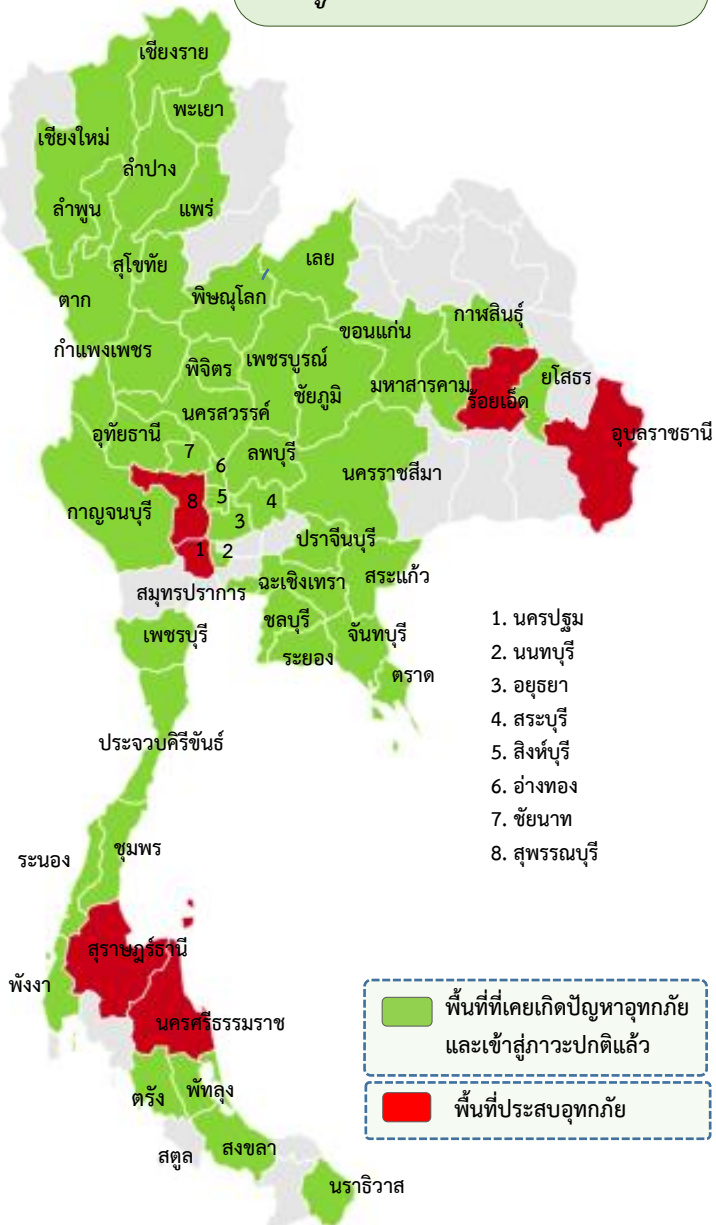 เชียงราย
พะเยา
เชียงใหม่
ลำปาง
ลำพูน
แพร่
สุโขทัย
เลย
ตาก
พิษณุโลก
กาฬสินธุ์
ขอนแก่น
กำแพงเพชร
เพชรบูรณ์
พิจิตร
ยโสธร
มหาสารคาม
ชัยภูมิ
ร้อยเอ็ด
นครสวรรค์
อุทัยธานี
อุบลราชธานี
7
ลพบุรี
6
นครราชสีมา
8
5
4
กาญจนบุรี
3
ปราจีนบุรี
1
2
สระแก้ว
ฉะเชิงเทรา
สมุทรปราการ
ชลบุรี
จันทบุรี
เพชรบุรี
ระยอง
ตราด
1. นครปฐม
2. นนทบุรี
3. อยุธยา
4. สระบุรี
5. สิงห์บุรี
6. อ่างทอง
7. ชัยนาท
8. สุพรรณบุรี
ประจวบคิรีขันธ์
ชุมพร
ระนอง
สุราษฎร์ธานี
พังงา
นครศรีธรรมราช
พื้นที่ที่เคยเกิดปัญหาอุทกภัย
และเข้าสู่ภาวะปกติแล้ว
พื้นที่ประสบอุทกภัย
ตรัง
พัทลุง
สตูล
สงขลา
นราธิวาส